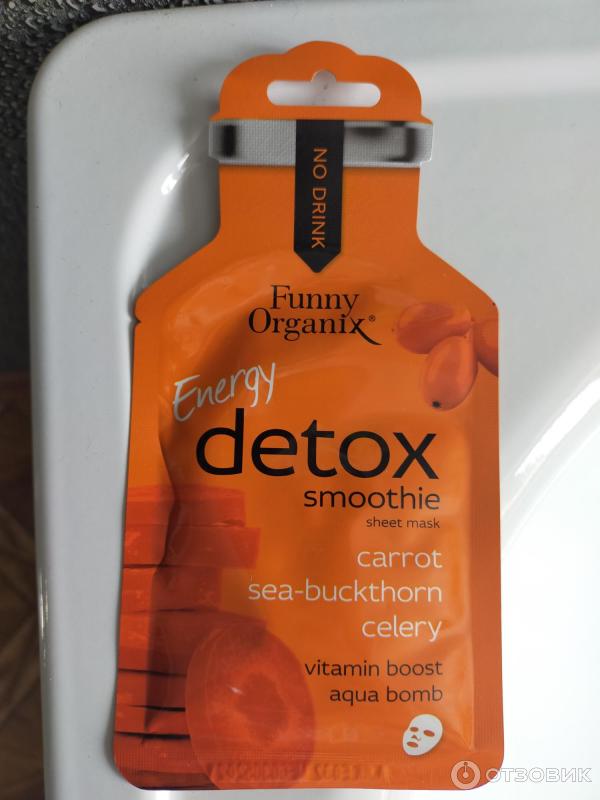 NO DRINK
Funny
Organix®
Energy
detox
smoothie
sheet mask
carrot
sea-buckthorn
celery
vitamin boost
aqua bomb
ОТЗОВИК